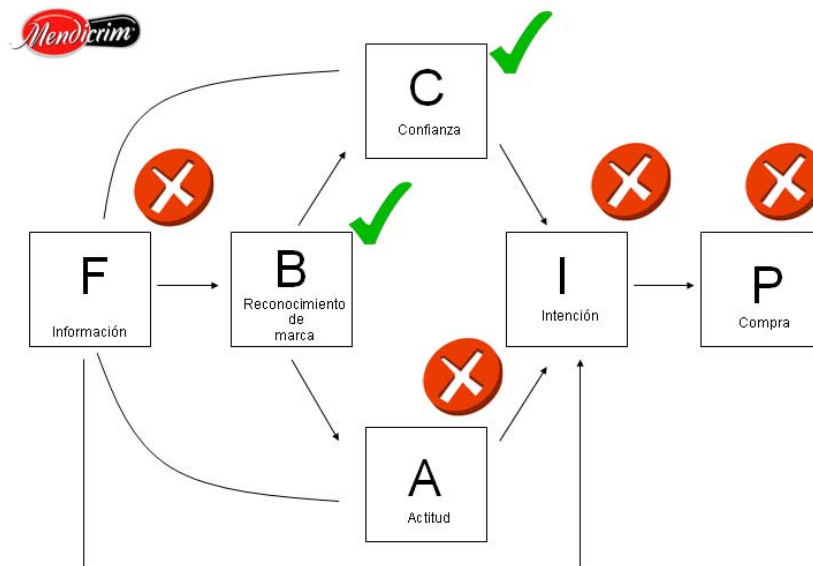 Mendicrim
C
Confianza
F
Información
B
Reconocimiento
de
marca
I
Intención
P
Compra
A
Actitud